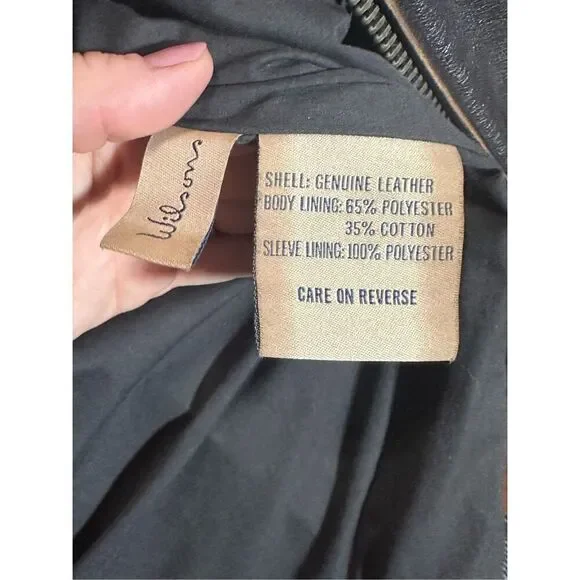 Wilsons
SHELL: GENUINE LEATHER
BODY LINING: 65% POLYESTER
35% COTTON
SLEEVE LINING: 100% POLYESTER
CARE ON REVERSE